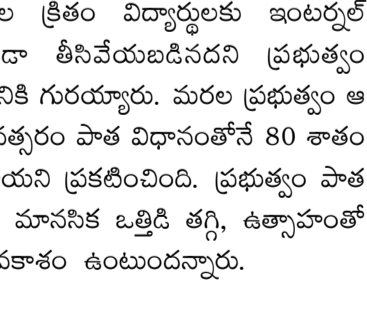 ల క్రితం విద్యార్థులకు ఇంటర్నల్
డా తీసివేయబడినదని ప్రభుత్వం
నికి గురయ్యారు. మరల ప్రభుత్వం ఆ
వత్సరం పాత విధానంతోనే 80 శాతం
యని ప్రకటించింది. ప్రభుత్వం పాత
మానసిక ఒత్తిడి తగ్గి, ఉత్సాహంతో
వకాశం ఉంటుందన్నారు.